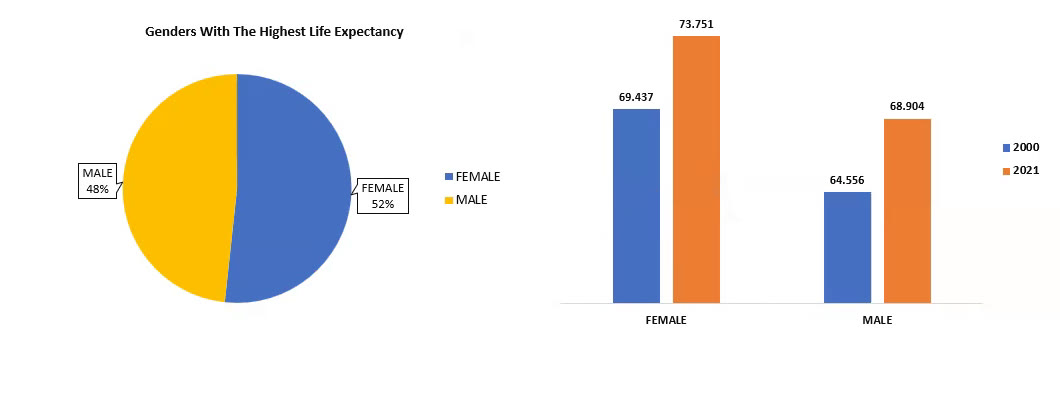 Genders With The Highest Life Expectancy
MALE
48%
FEMALE
52%
FEMALE
MALE
73.751
69.437
68.904
64.556
FEMALE
MALE
2000
2021